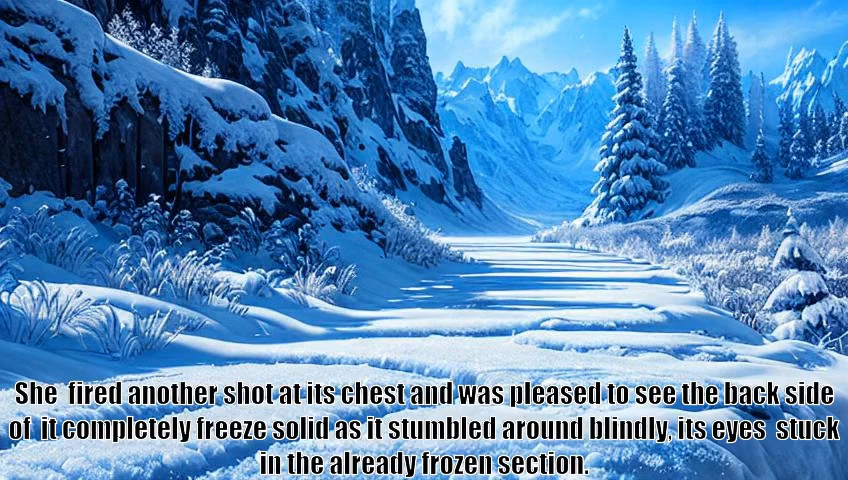 She  fired another shot at its chest and was pleased to see the back side
of  it completely freeze solid as it stumbled around blindly, its eyes  stuck
in the already frozen section.